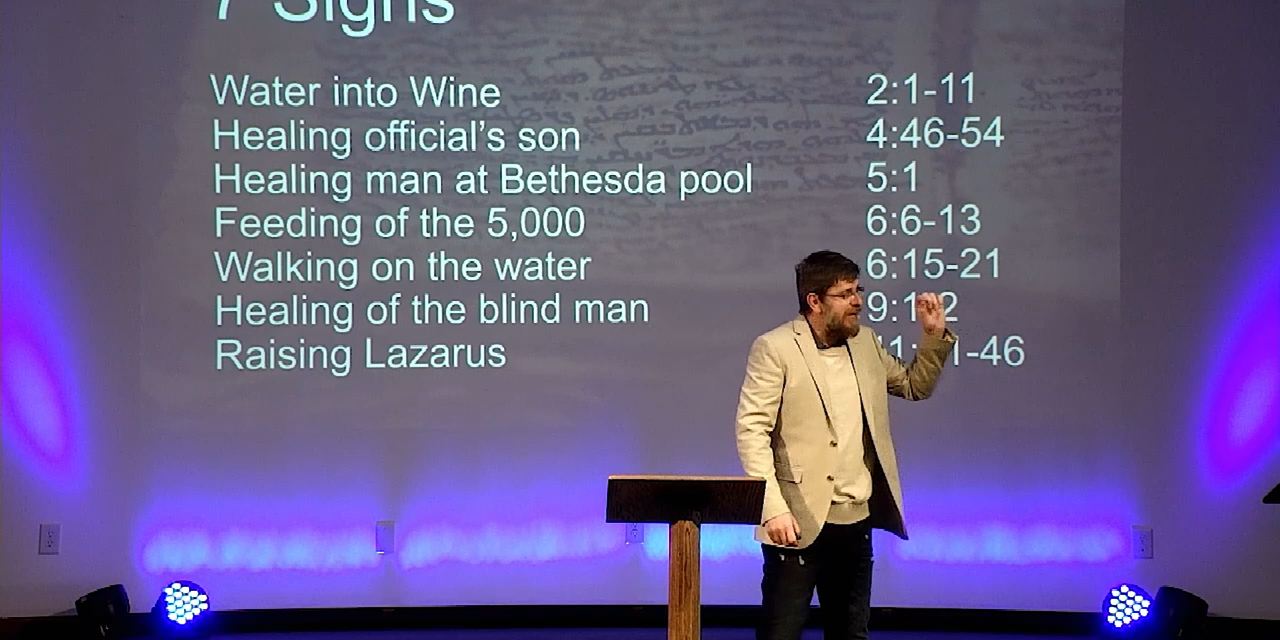 7 Signs
Water into Wine 2:1-11
Healing official's son 4:46-54
Healing man at Bethesda pool 5:1
Feeding of the 5,000 6:6-13
Walking on the water 6:15-21
Healing of the blind man
Raising Lazarus